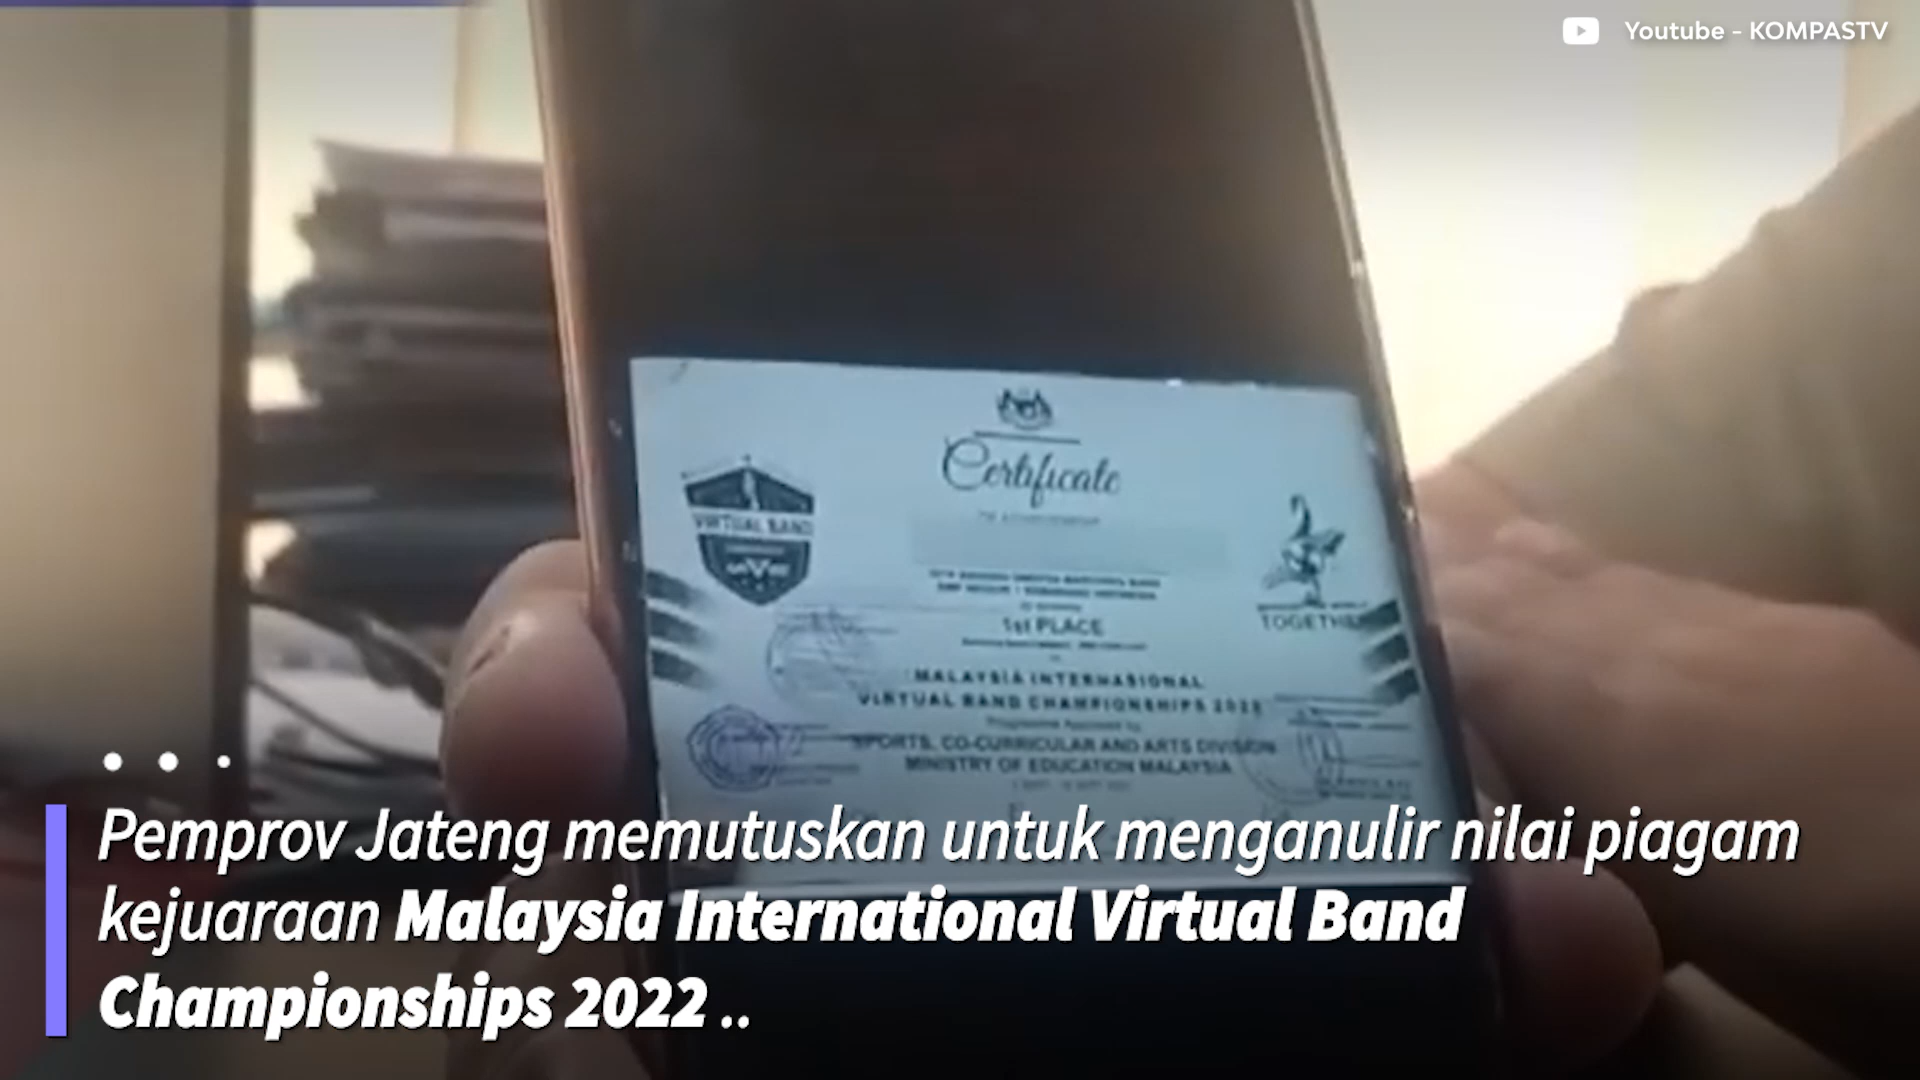 Youtube - KOMPASTV
Certificate
VIRTUAL BAND
TOGETHER
1st PLACE
MALAYSIA INTERNASIONAL
VIRTUAL BAND CHAMPIONSHIPS 2022
SPORTS, CO-CURRICULAR AND ARTS DIVISION
MINISTRY OF EDUCATION MALAYSIA
Pemprov Jateng memutuskan untuk menganulir nilai piagam
kejuaraan Malaysia International Virtual Band
Championships 2022 ..